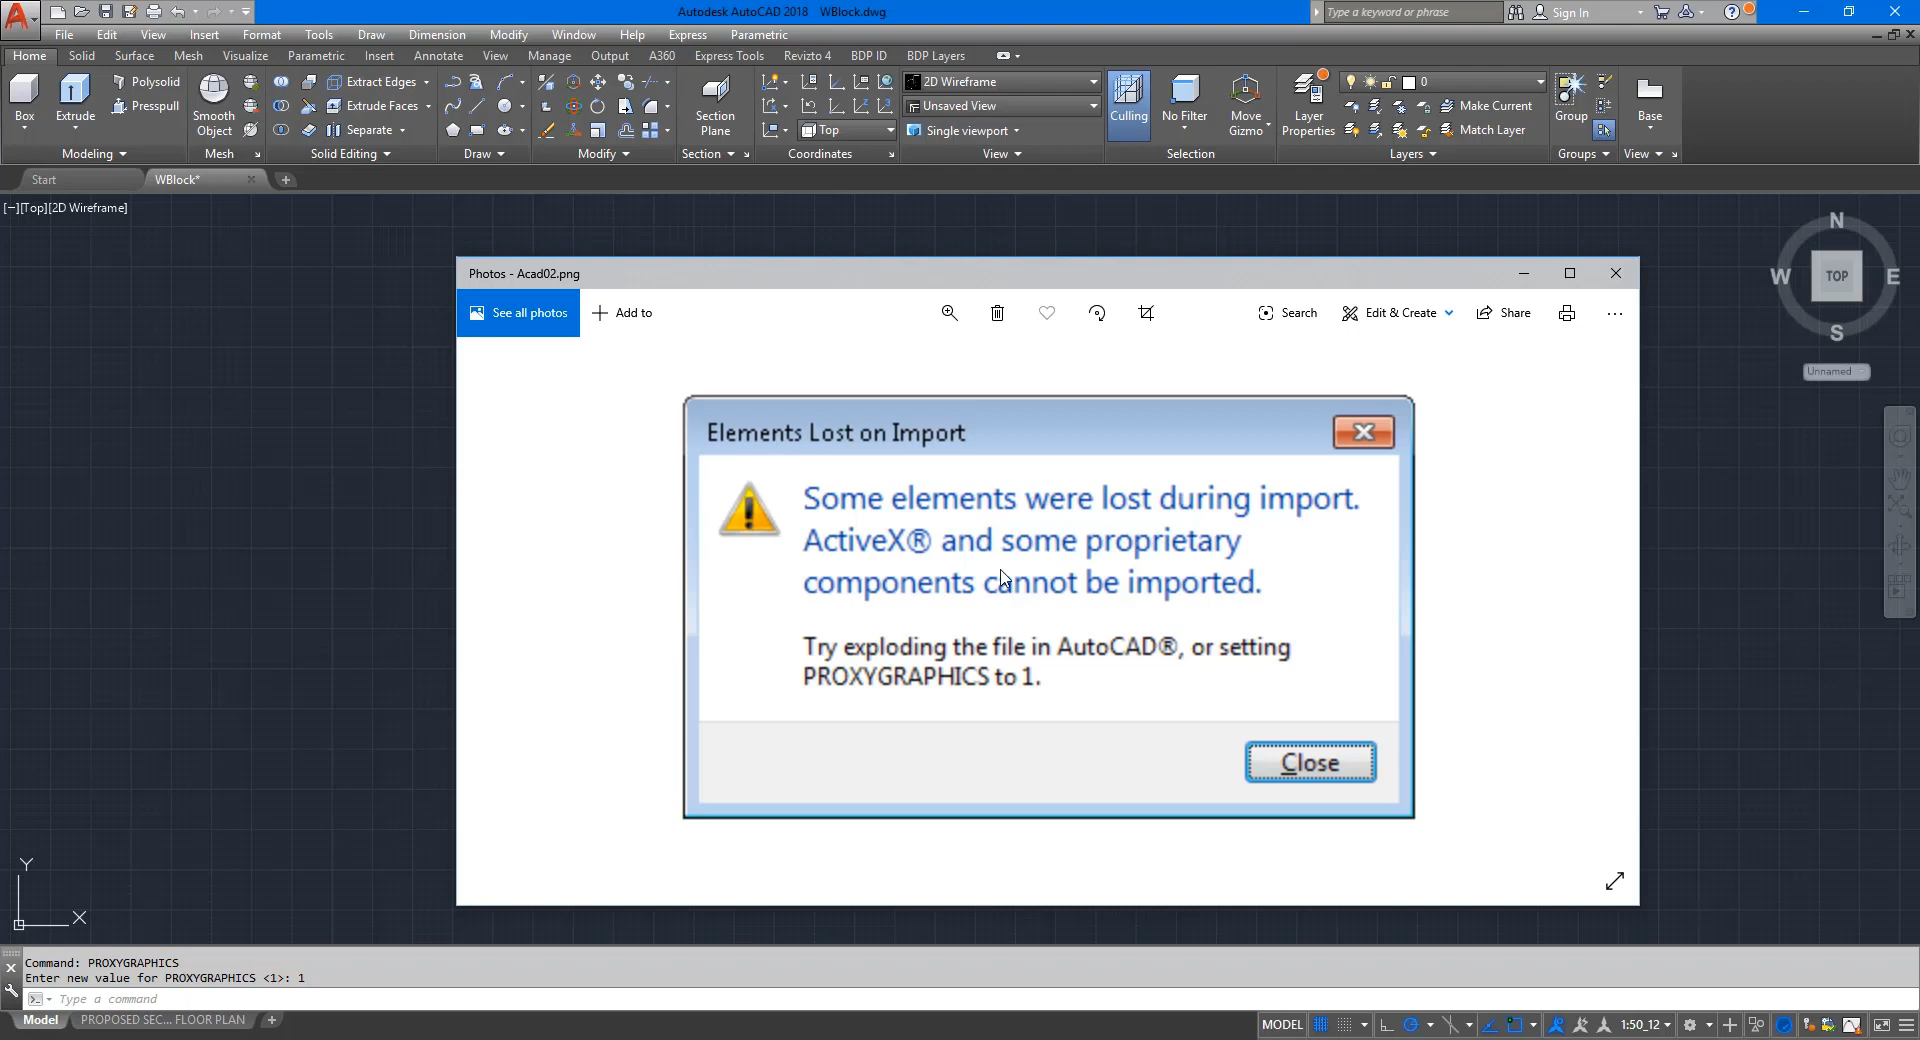 Autodesk AutoCAD 2018 WBlock.dwg
Type a keyword or phrase
Sign In
File Edit View Insert Format Tools Draw Dimension Modify Window Help Express Parametric
Home Solid Surface Mesh Visualize Parametric Insert Annotate View Manage Output A360 Express Tools Revizto 4 BDP ID BDP Layers
Box
Extrude
Polysolid
Presspull
Modeling
Smooth
Object
Mesh
Extract Edges
Extrude Faces
Separate
Solid Editing
Draw
Modify
Section
Plane
Section
Top
Coordinates
2D Wireframe
Unsaved View
Single viewport
View
Culling
No Filter
Move
Gizmo
Selection
Layer
Properties
0
Make Current
Match Layer
Layers
Group
Groups
Base
View
Start
WBlock*
[−][Top][2D Wireframe]
N
W
TOP
E
S
Unnamed
Photos - Acad02.png
See all photos
Add to
Search
Edit & Create
Share
Elements Lost on Import
Some elements were lost during import.
ActiveX® and some proprietary
components cannot be imported.
Try exploding the file in AutoCAD®, or setting
PROXYGRAPHICS to 1.
Close
Y
X
Command: PROXYGRAPHICS
Enter new value for PROXYGRAPHICS <1>: 1
Type a command
Model
PROPOSED SEC... FLOOR PLAN
MODEL
1:50_12